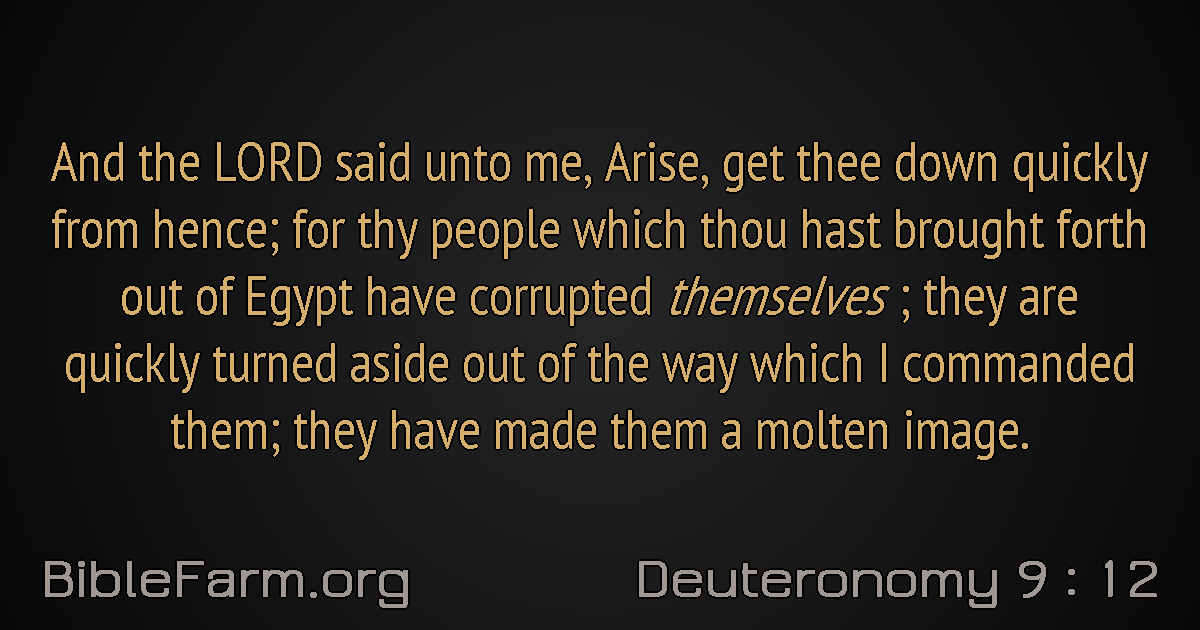 And the LORD said unto me, Arise, get thee down quickly
from hence; for thy people which thou hast brought forth
out of Egypt have corrupted themselves ; they are
quickly turned aside out of the way which I commanded
them; they have made them a molten image.
BibleFarm.org
Deuteronomy 9 : 12